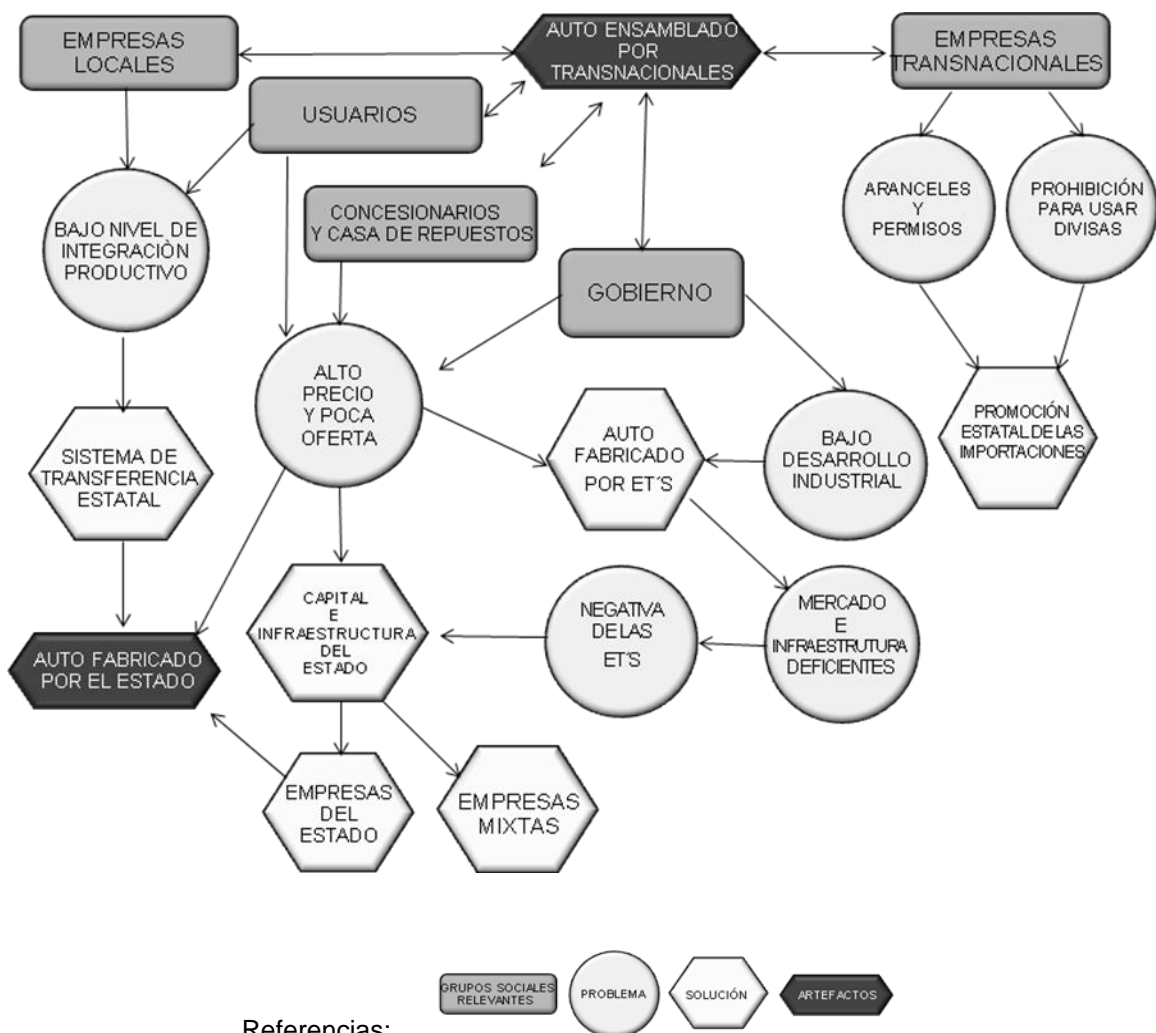 EMPRESAS
LOCALES
AUTO ENSAMBLADO
POR
TRANSNACIONALES
EMPRESAS
TRANSNACIONALES
USUARIOS
CONCESIONARIOS
Y CASA DE REPUESTOS
GOBIERNO
ARANCELES
Y
PERMISOS
PROHIBICIÓN
PARA USAR
DIVISAS
BAJO NIVEL DE
INTEGRACIÒN
PRODUCTIVO
ALTO
PRECIO
Y POCA
OFERTA
AUTO
FABRICADO
POR ET´S
BAJO
DESARROLLO
INDUSTRIAL
PROMOCIÓN
ESTATAL DE LAS
IMPORTACIONES
SISTEMA DE
TRANSFERENCIA
ESTATAL
CAPITAL
E
INFRAESTRUCTURA
DEL
ESTADO
NEGATIVA
DE LAS
ET´S
MERCADO
E
INFRAESTRUTURA
DEFICIENTES
AUTO FABRICADO
POR EL ESTADO
EMPRESAS
DEL
ESTADO
EMPRESAS
MIXTAS
GRUPOS SOCIALES
RELEVANTES
PROBLEMA
SOLUCIÓN
ARTEFACTOS
Referencias: